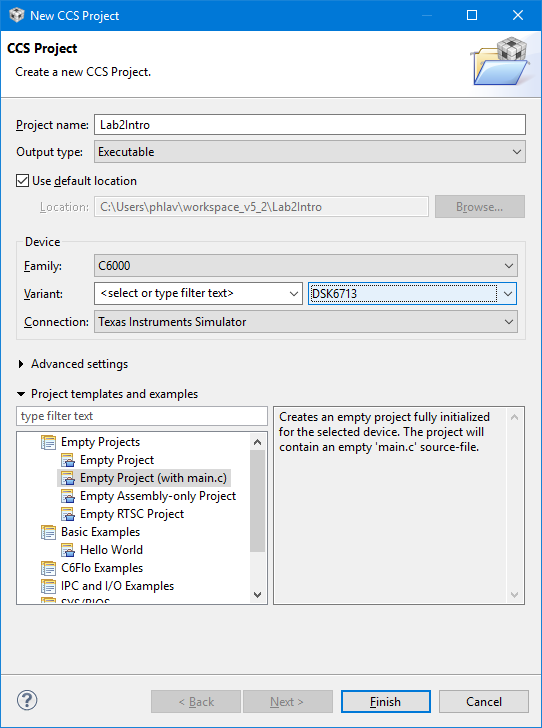 New CCS Project
CCS Project
Create a new CCS Project.
Project name: Lab2Intro
Output type: Executable
Use default location
Location: C:\Users\phlav\workspace_v5_2\Lab2Intro Browse...
Device
Family: C6000
Variant: <select or type filter text> DSK6713
Connection: Texas Instruments Simulator
Advanced settings
Project templates and examples
type filter text
Empty Projects
Empty Project
Empty Project (with main.c)
Empty Assembly-only Project
Empty RTSC Project
Basic Examples
Hello World
C6Flo Examples
IPC and I/O Examples
SYS/BIOS
Creates an empty project fully initialized
for the selected device. The project will
contain an empty 'main.c' source-file.
? < Back Next > Finish Cancel